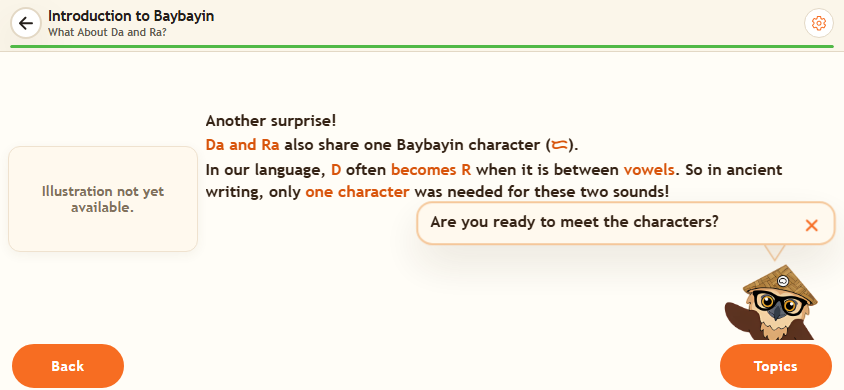 Introduction to Baybayin
What About Da and Ra?
Another surprise!
Da and Ra also share one Baybayin character (ᜇ).
In our language, D often becomes R when it is between vowels. So in ancient
writing, only one character was needed for these two sounds!
Illustration not yet
available.
Are you ready to meet the characters?
Back
Topics